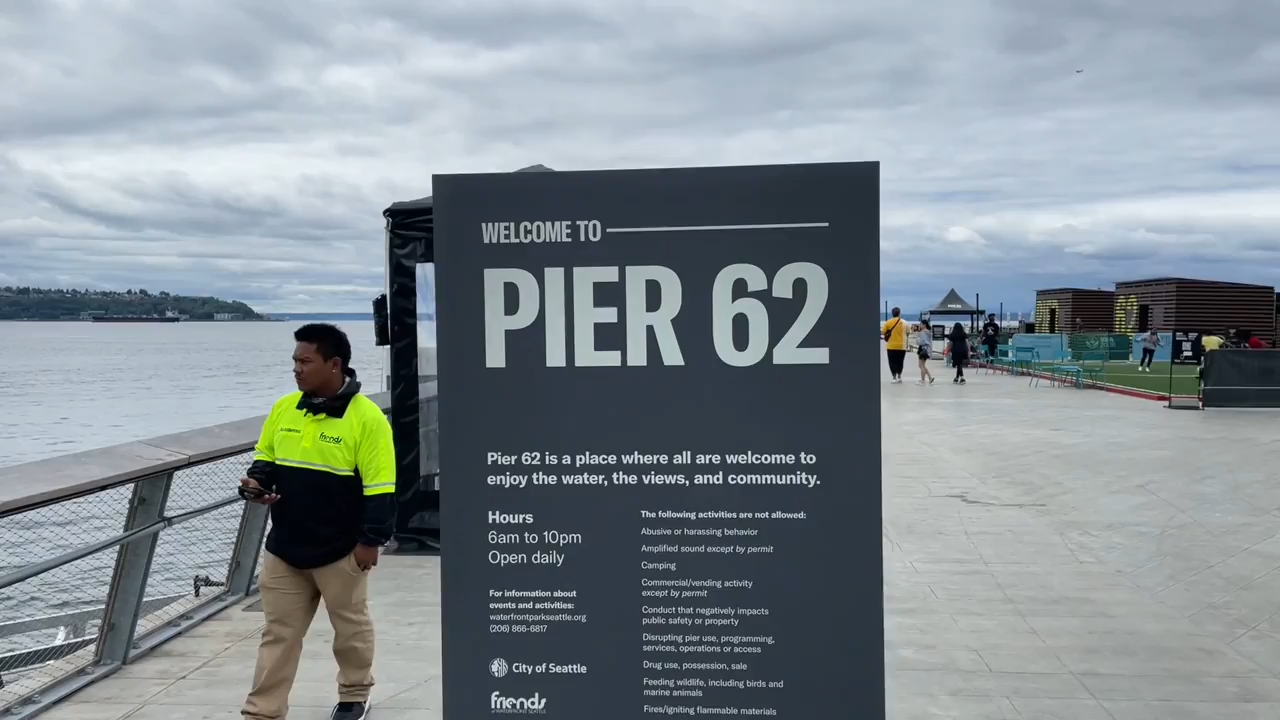 WELCOME TO
PIER 62
Pier 62 is a place where all are welcome to
enjoy the water, the views, and community.
Hours
6am to 10pm
Open daily
For information about
events and activities:
waterfrontparkseattle.org
(206) 866-6817
City of Seattle
friends
OF WATERFRONT SEATTLE
The following activities are not allowed:
Abusive or harassing behavior
Amplified sound except by permit
Camping
Commercial/vending activity
except by permit
Conduct that negatively impacts
public safety or property
Disrupting pier use, programming,
services, operations or access
Drug use, possession, sale
Feeding wildlife, including birds and
marine animals
Fires/igniting flammable materials
friends